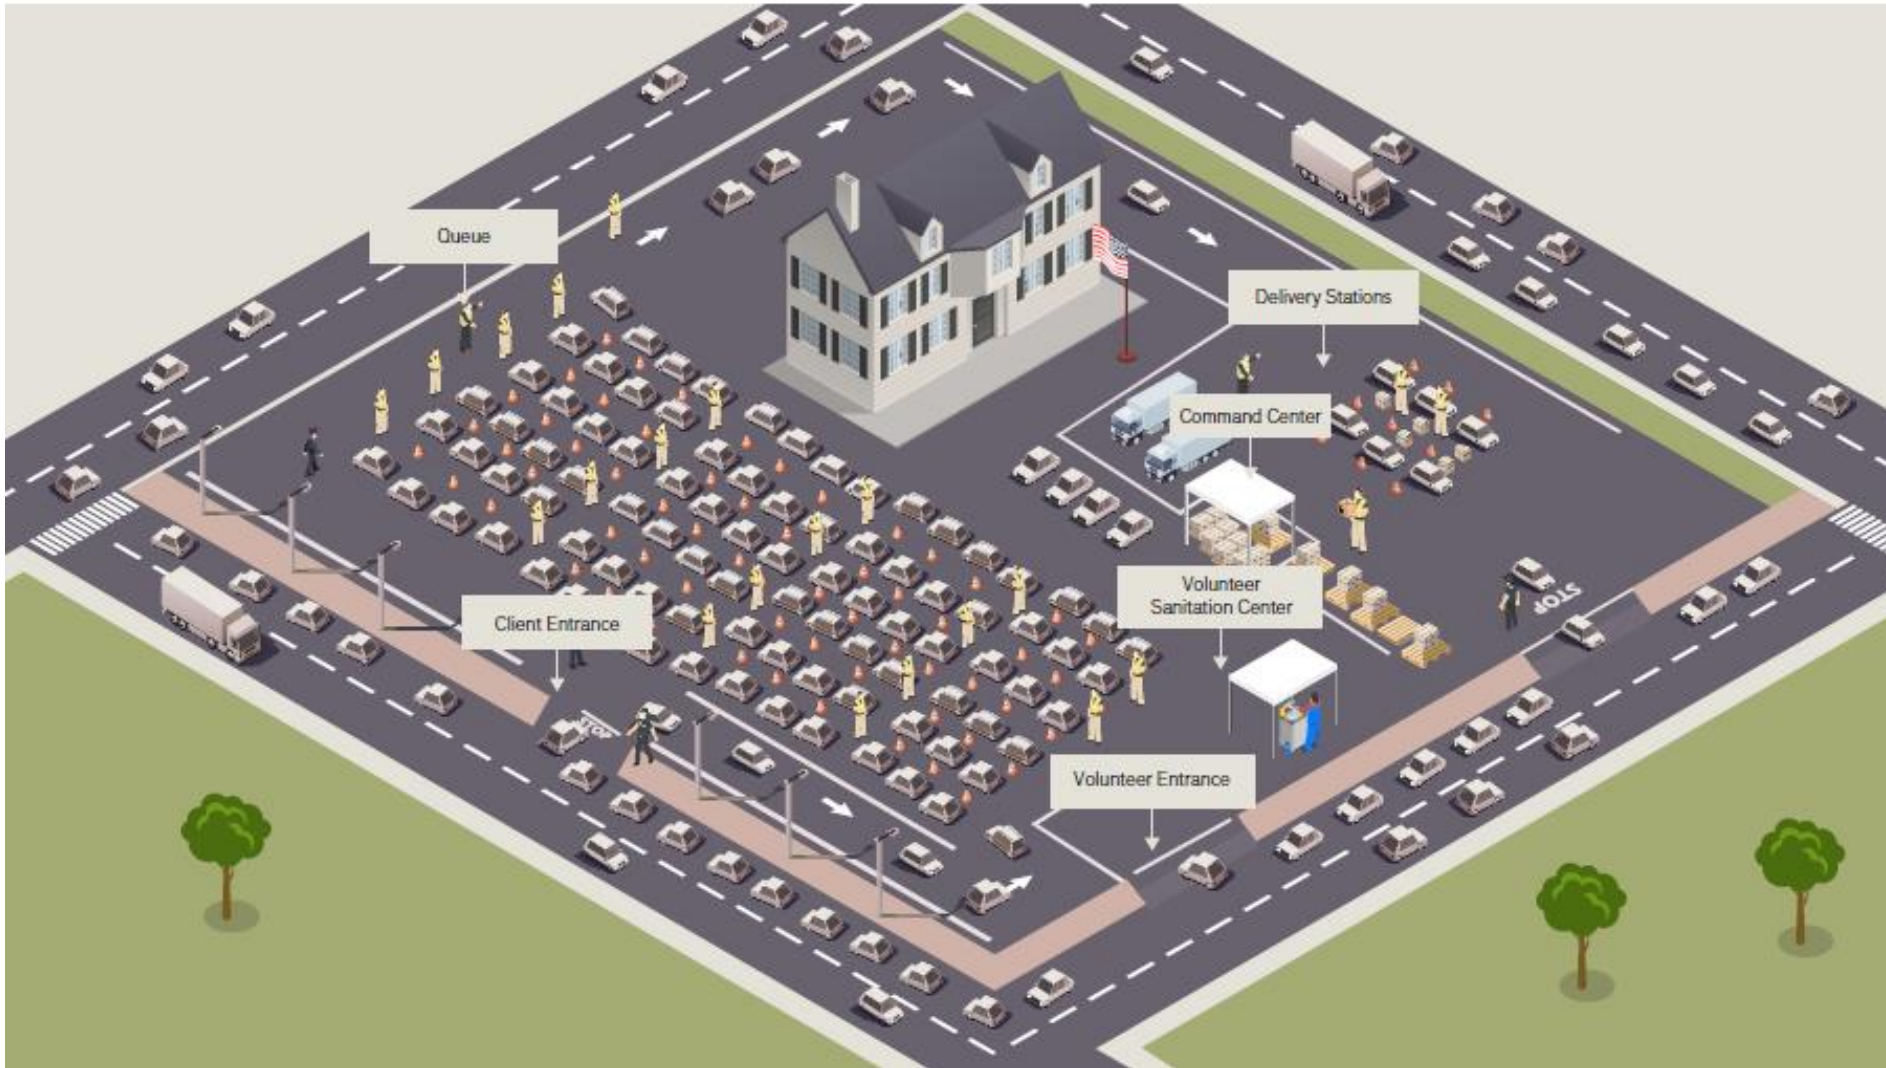 Queue
Delivery Stations
Command Center
Volunteer
Sanitation Center
STOP
Client Entrance
STOP
Volunteer Entrance